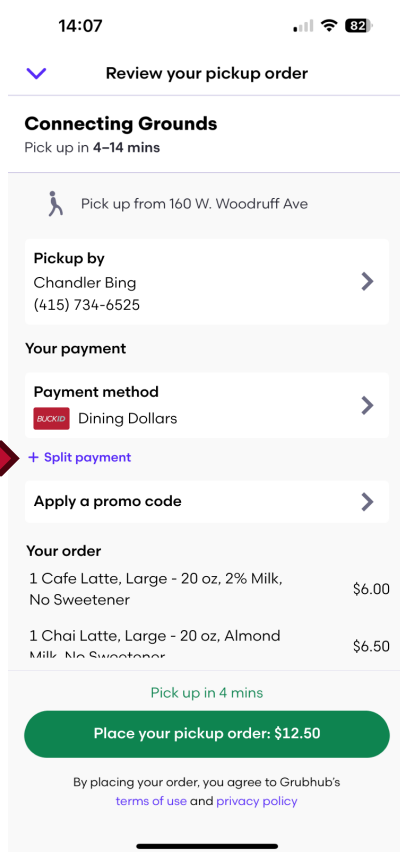 14:07
82
Review your pickup order
Connecting Grounds
Pick up in 4–14 mins
Pick up from 160 W. Woodruff Ave
Pickup by
Chandler Bing
(415) 734-6525
Your payment
Payment method
BUCKID Dining Dollars
+ Split payment
Apply a promo code
Your order
1 Cafe Latte, Large - 20 oz, 2% Milk,
No Sweetener
$6.00
1 Chai Latte, Large - 20 oz, Almond
Milk, No Sweetener
$6.50
Pick up in 4 mins
Place your pickup order: $12.50
By placing your order, you agree to Grubhub's
terms of use and privacy policy